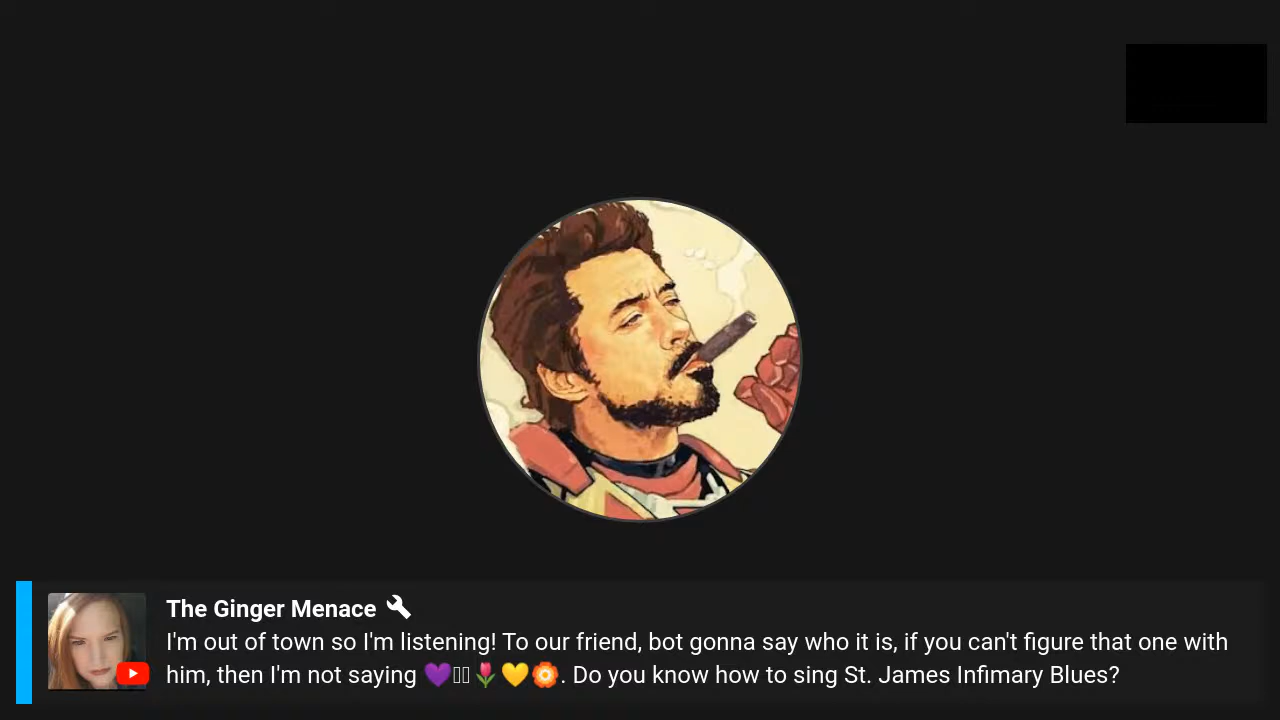 The Ginger Menace
I'm out of town so I'm listening! To our friend, bot gonna say who it is, if you can't figure that one with
him, then I'm not saying 💜▯▯🌷💛🏵️. Do you know how to sing St. James Infimary Blues?